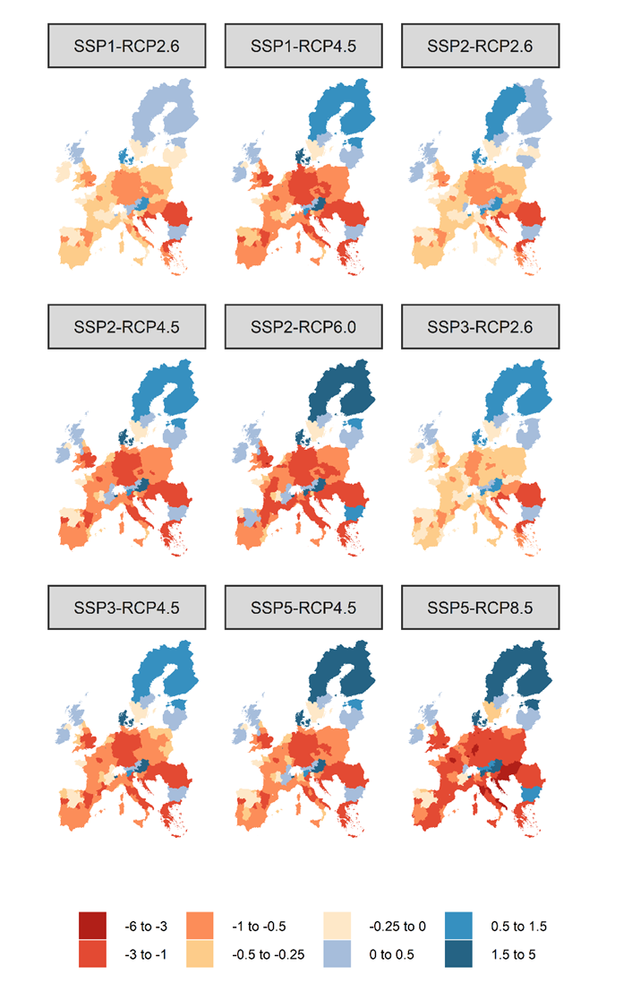 SSP1-RCP2.6 SSP1-RCP4.5 SSP2-RCP2.6
SSP2-RCP4.5 SSP2-RCP6.0 SSP3-RCP2.6
SSP3-RCP4.5 SSP5-RCP4.5 SSP5-RCP8.5
-6 to -3 -1 to -0.5 -0.25 to 0 0.5 to 1.5
-3 to -1 -0.5 to -0.25 0 to 0.5 1.5 to 5